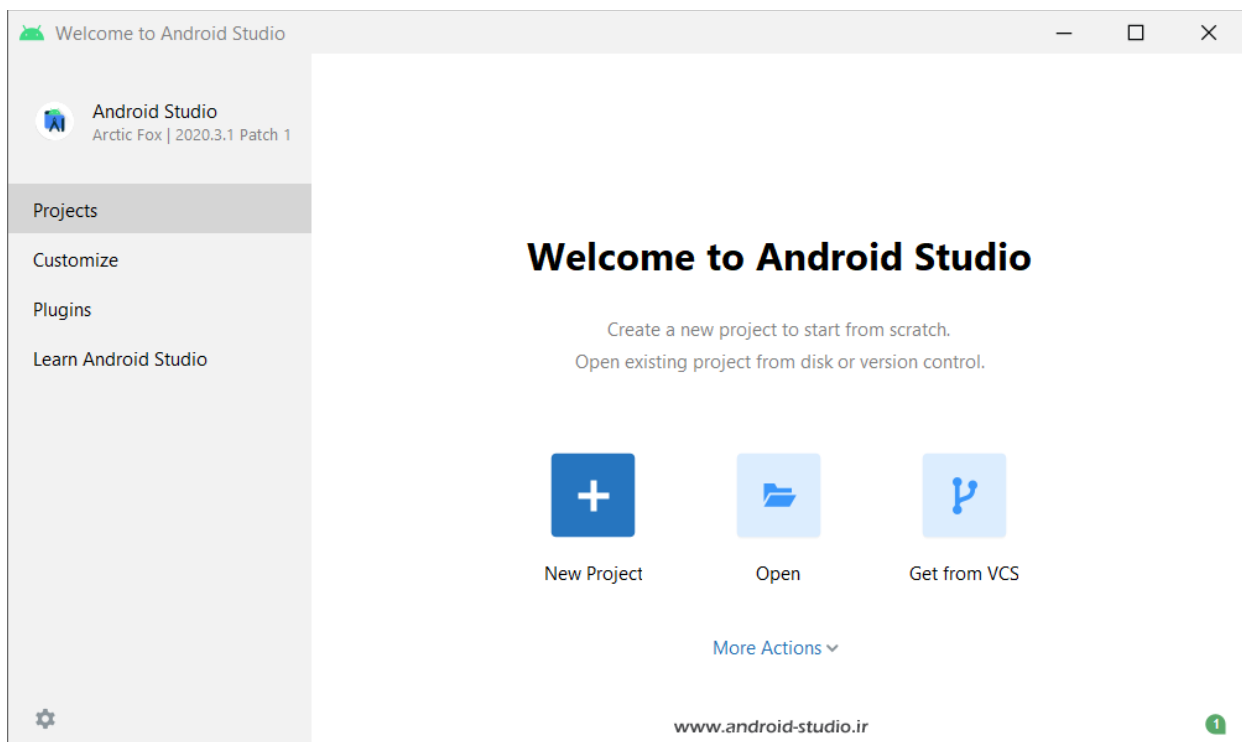 Welcome to Android Studio
Android Studio
Arctic Fox | 2020.3.1 Patch 1
Projects
Customize
Plugins
Learn Android Studio
Welcome to Android Studio
Create a new project to start from scratch.
Open existing project from disk or version control.
New Project
Open
Get from VCS
More Actions
www.android-studio.ir
1